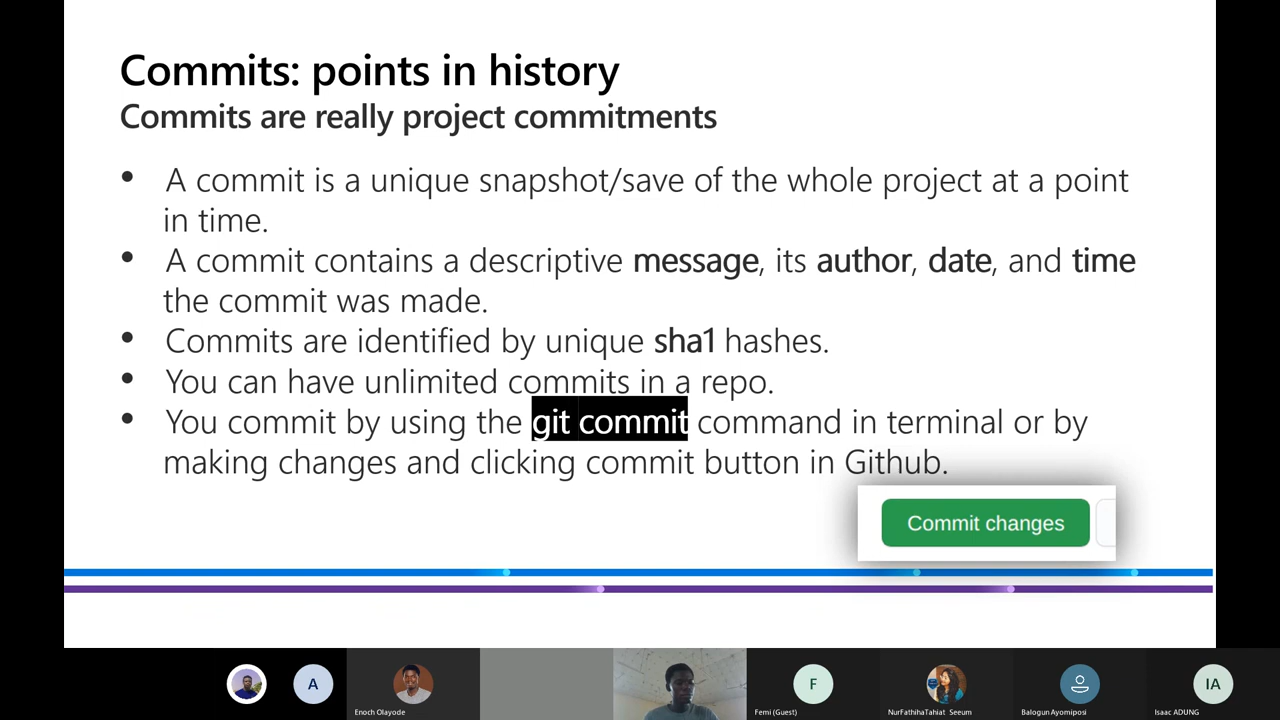 Commits: points in history
Commits are really project commitments
• A commit is a unique snapshot/save of the whole project at a point
in time.
• A commit contains a descriptive message, its author, date, and time
the commit was made.
• Commits are identified by unique sha1 hashes.
• You can have unlimited commits in a repo.
• You commit by using the git commit command in terminal or by
making changes and clicking commit button in Github.
Commit changes
A
F
IA
Enoch Olayode
Femi (Guest)
NurFathihaTahiat Seeum
Balogun Ayomiposi
Isaac ADUNG